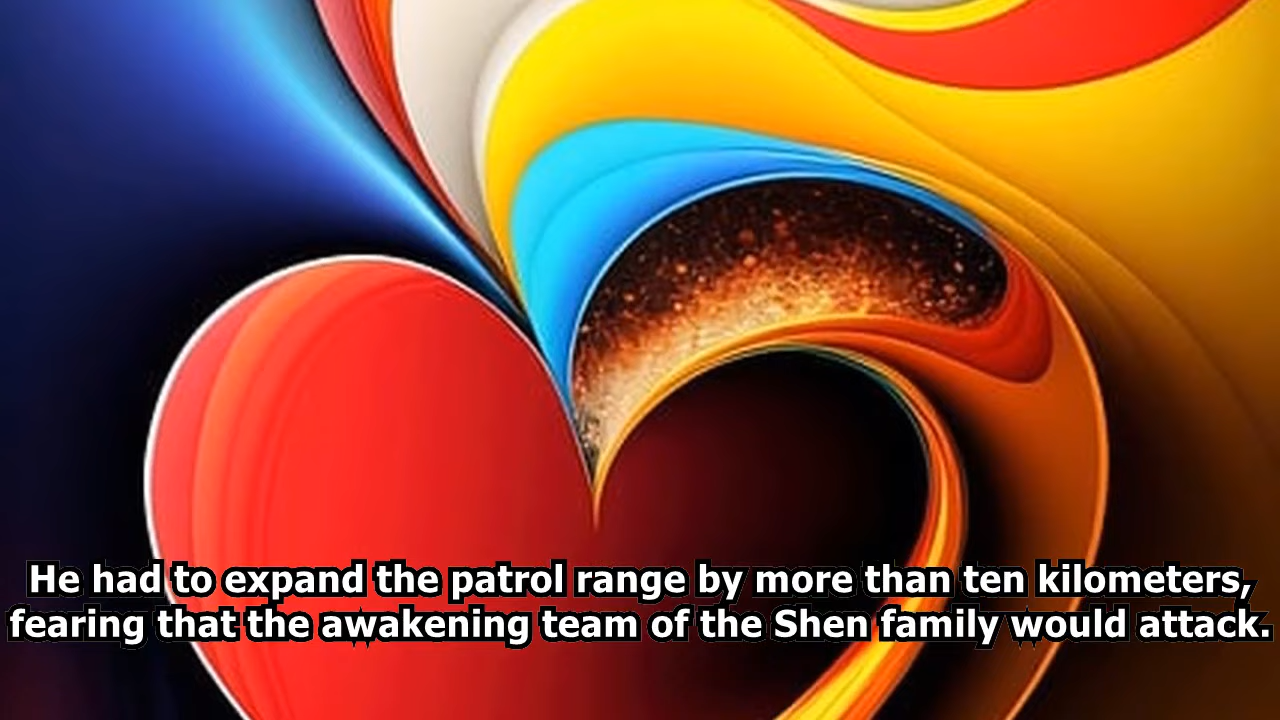 He had to expand the patrol range by more than ten kilometers,
fearing that the awakening team of the Shen family would attack.